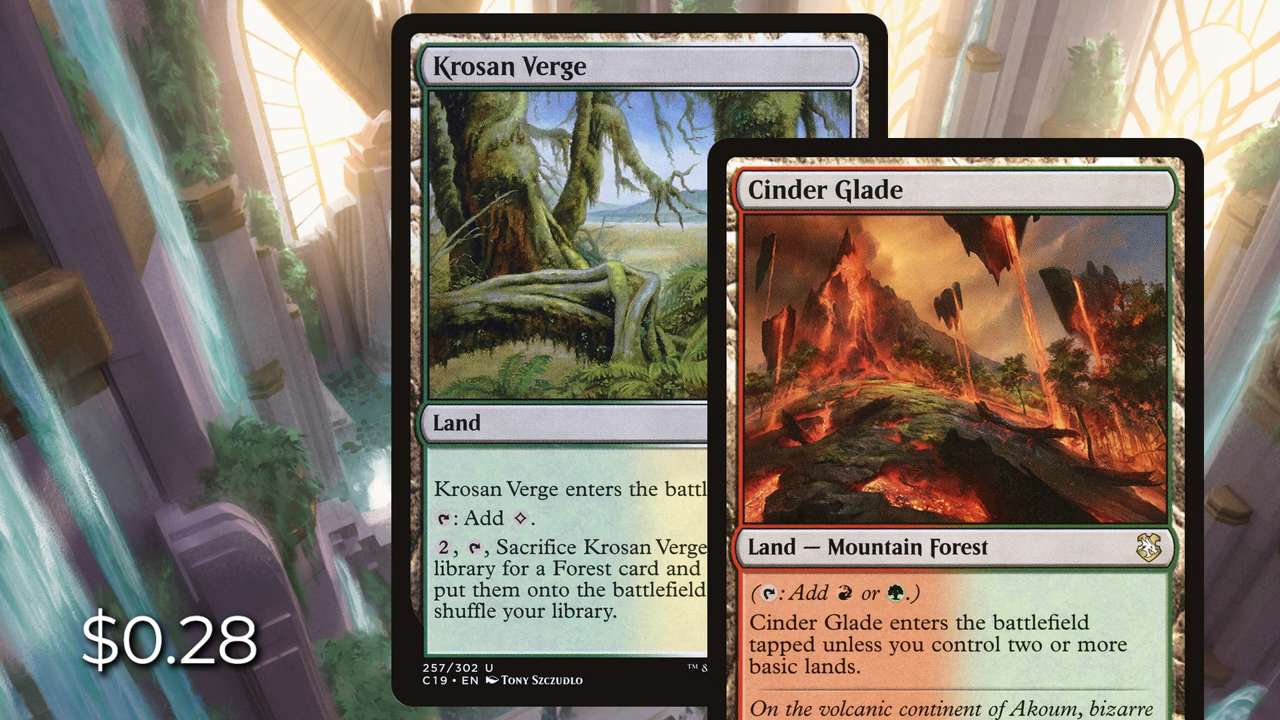 Krosan Verge
Land
Krosan Verge enters the battl
: Add .
2, , Sacrifice Krosan Verge
library for a Forest card and
put them onto the battlefield
shuffle your library.
257/302 U
C19 • EN Tony Szczudlo
™ &
Cinder Glade
Land — Mountain Forest
(: Add or .)
Cinder Glade enters the battlefield
tapped unless you control two or more
basic lands.
On the volcanic continent of Akoum, bizarre
$0.28